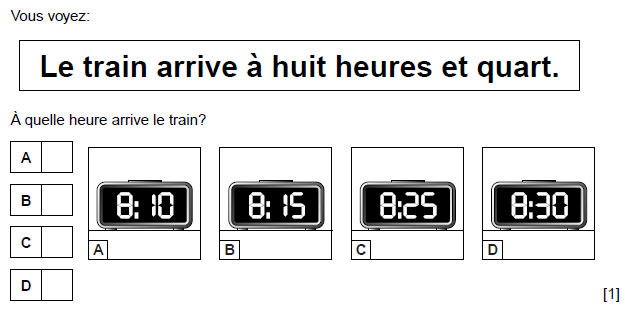 Vous voyez:
Le train arrive à huit heures et quart.
À quelle heure arrive le train?
A
B
C
D
8:10
A
8:15
B
8:25
C
8:30
D
[1]